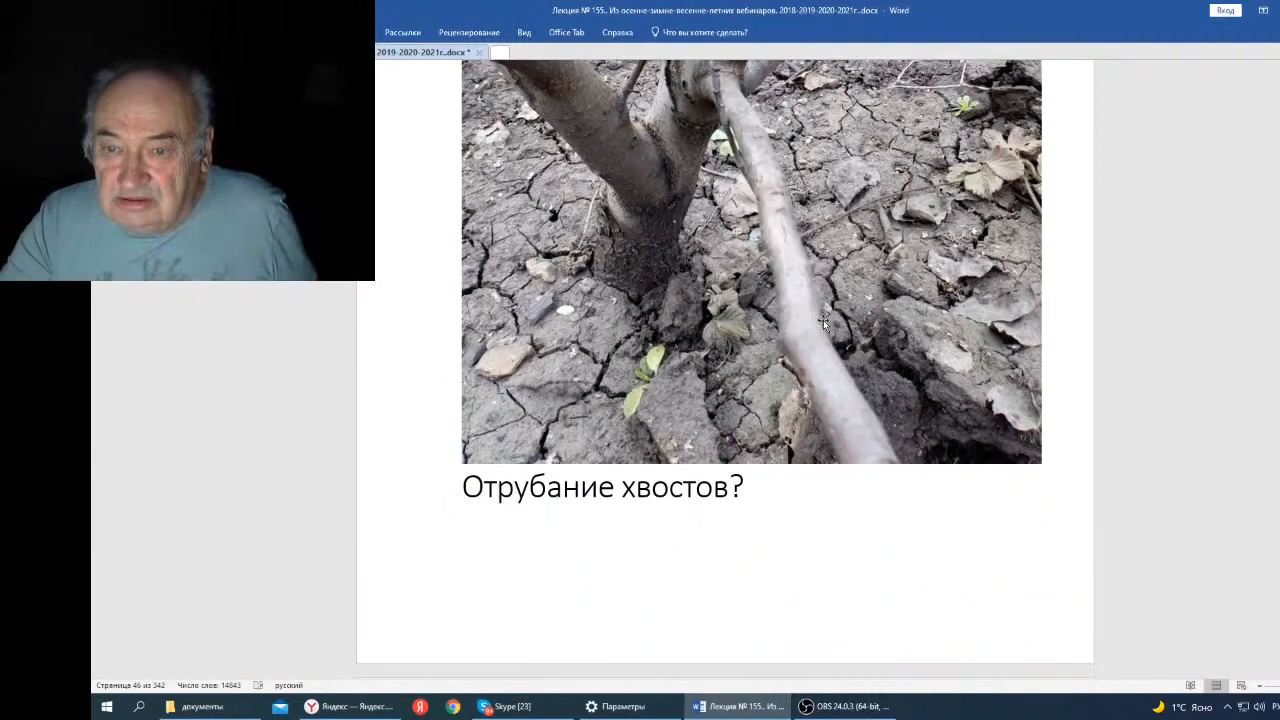 Лекция № 155.. Из осенне-зимне-весенне-летних вебинаров. 2018-2019-2020-2021г..docx - Word
Вход
Рассылки Рецензирование Вид Office Tab Справка Что вы хотите сделать?
2019-2020-2021г..docx *
Отрубание хвостов?
Страница 46 из 342 Число слов: 14843 русский
документы Яндекс — Яндекс.... Я Skype [23] Параметры Лекция № 155.. Из ... OBS 24.0.3 (64-bit, ... 1°C Ясно